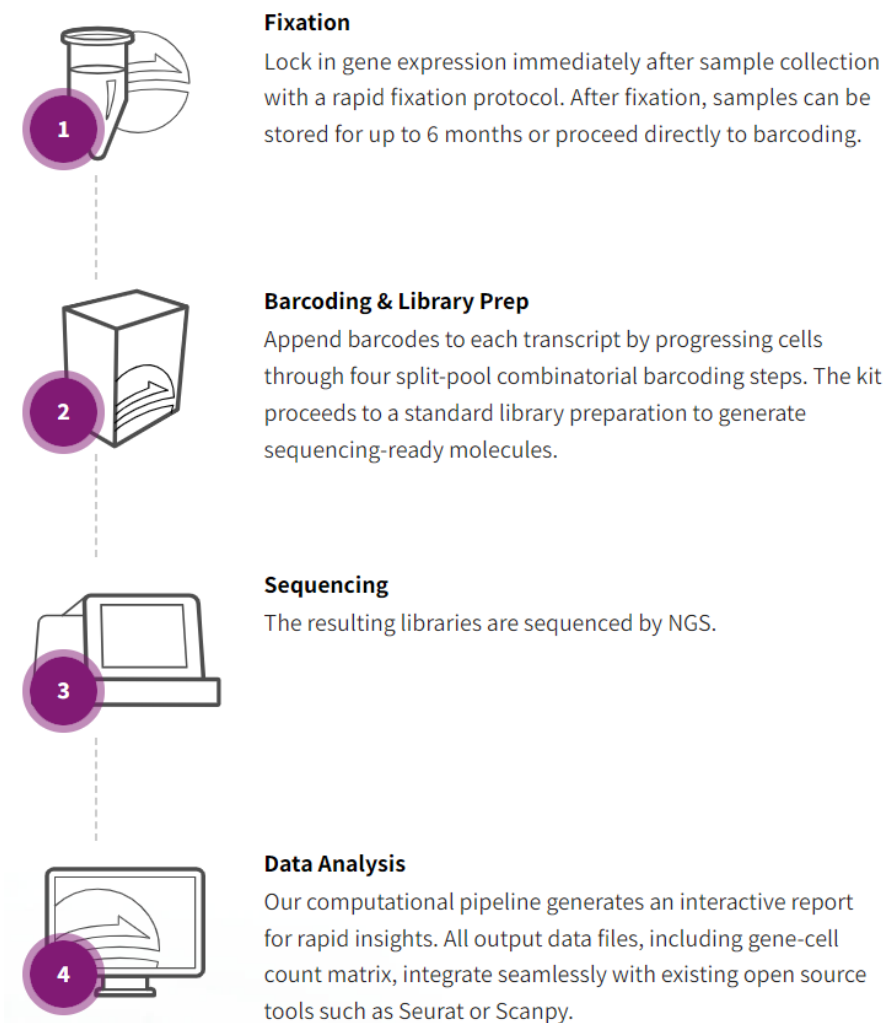 Fixation
Lock in gene expression immediately after sample collection
with a rapid fixation protocol. After fixation, samples can be
stored for up to 6 months or proceed directly to barcoding.
1
Barcoding & Library Prep
Append barcodes to each transcript by progressing cells
through four split-pool combinatorial barcoding steps. The kit
proceeds to a standard library preparation to generate
sequencing-ready molecules.
2
Sequencing
The resulting libraries are sequenced by NGS.
3
Data Analysis
Our computational pipeline generates an interactive report
for rapid insights. All output data files, including gene-cell
count matrix, integrate seamlessly with existing open source
tools such as Seurat or Scanpy.
4